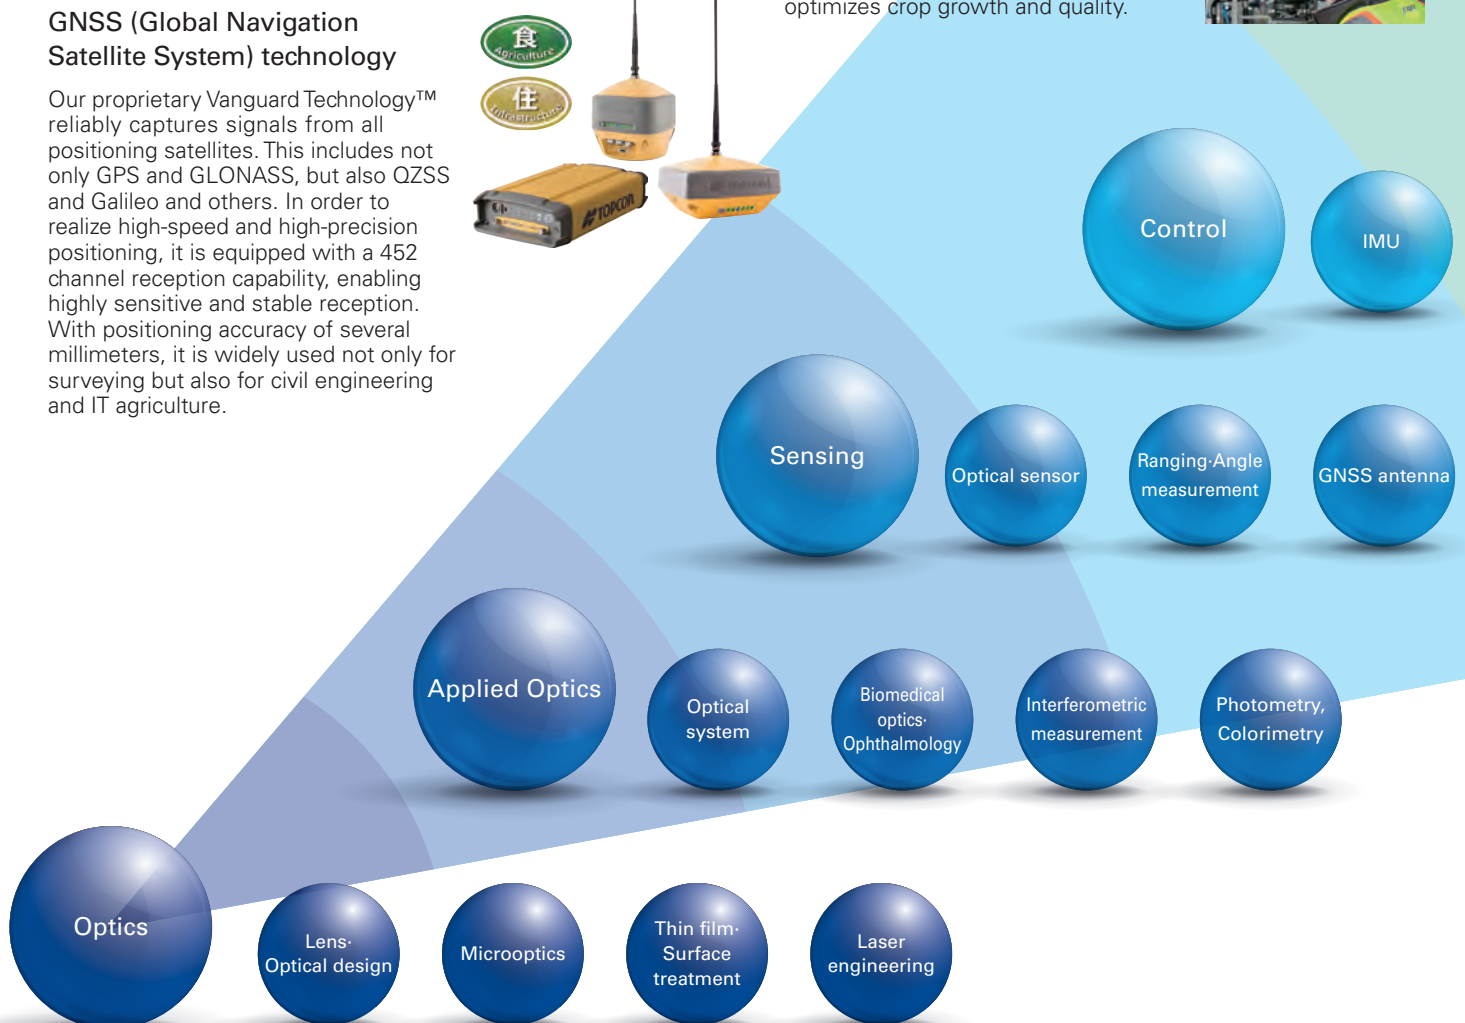 GNSS (Global Navigation
Satellite System) technology
Our proprietary Vanguard Technology™
reliably captures signals from all
positioning satellites. This includes not
only GPS and GLONASS, but also QZSS
and Galileo and others. In order to
realize high-speed and high-precision
positioning, it is equipped with a 452
channel reception capability, enabling
highly sensitive and stable reception.
With positioning accuracy of several
millimeters, it is widely used not only for
surveying but also for civil engineering
and IT agriculture.
食
Agriculture
住
Infrastructure
TOPCON
optimizes crop growth and quality.
Control
IMU
Sensing
Optical sensor
Ranging·Angle
measurement
GNSS antenna
Applied Optics
Optical
system
Biomedical
optics·
Ophthalmology
Interferometric
measurement
Photometry,
Colorimetry
Optics
Lens·
Optical design
Microoptics
Thin film·
Surface
treatment
Laser
engineering